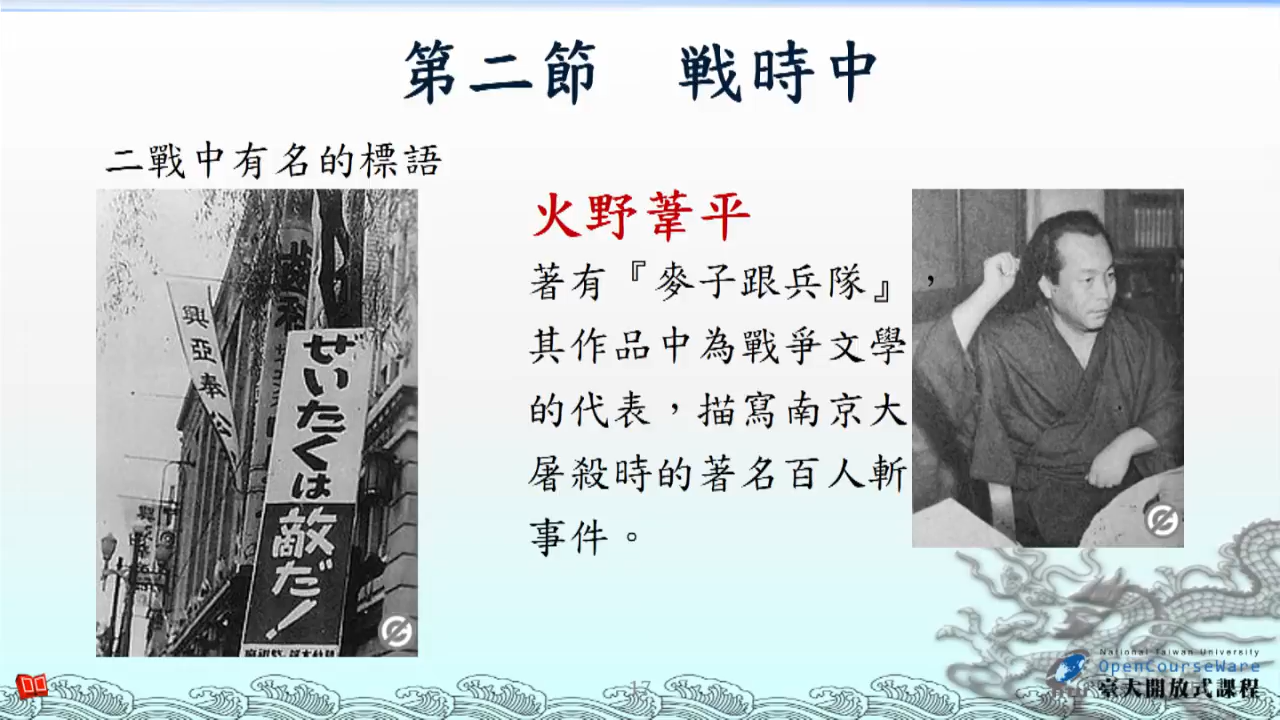 第二節 戦時中
二戰中有名的標語
興亞奉公
ぜいたくは
敵だ!
火野葦平
著有『麥子跟兵隊』，
其作品中為戰爭文學
的代表，描寫南京大
屠殺時的著名百人斬
事件。
17
National Taiwan University
OpenCourseWare
臺大開放式課程